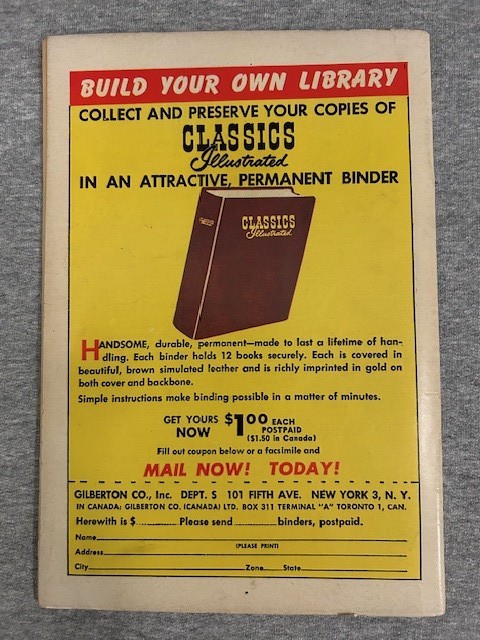 BUILD YOUR OWN LIBRARY
COLLECT AND PRESERVE YOUR COPIES OF
CLASSICS
Illustrated
IN AN ATTRACTIVE, PERMANENT BINDER
CLASSICS
Illustrated
HANDSOME, durable, permanent—made to last a lifetime of han-
dling. Each binder holds 12 books securely. Each is covered in
beautiful, brown simulated leather and is richly imprinted in gold on
both cover and backbone.
Simple instructions make binding possible in a matter of minutes.
GET YOURS NOW $1.00 EACH POSTPAID
($1.50 in Canada)
Fill out coupon below or a facsimile and
MAIL NOW! TODAY!
GILBERTON CO., Inc. DEPT. S 101 FIFTH AVE. NEW YORK 3, N. Y.
IN CANADA: GILBERTON CO. (CANADA) LTD. BOX 311 TERMINAL "A" TORONTO 1, CAN.
Herewith is $ Please send binders, postpaid.
Name
(PLEASE PRINT)
Address
City Zone State